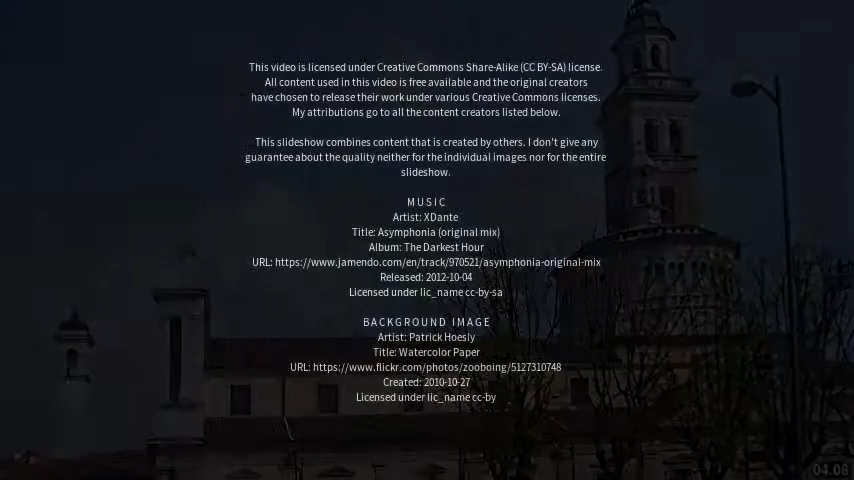 This video is licensed under Creative Commons Share-Alike (CC BY-SA) license.
All content used in this video is free available and the original creators
have chosen to release their work under various Creative Commons licenses.
My attributions go to all the content creators listed below.
This slideshow combines content that is created by others. I don't give any
guarantee about the quality neither for the individual images nor for the entire
slideshow.
MUSIC
Artist: XDante
Title: Asymphonia (original mix)
Album: The Darkest Hour
URL: https://www.jamendo.com/en/track/970521/asymphonia-original-mix
Released: 2012-10-04
Licensed under lic_name cc-by-sa
BACKGROUND IMAGE
Artist: Patrick Hoesly
Title: Watercolor Paper
URL: https://www.flickr.com/photos/zooboing/5127310748
Created: 2010-10-27
Licensed under lic_name cc-by
04.08